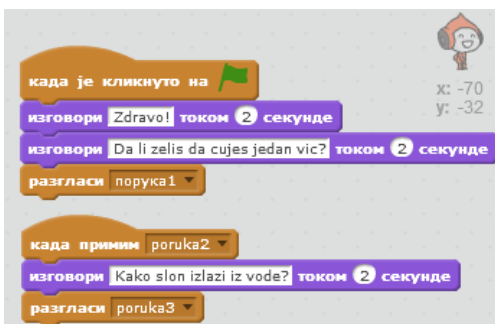 када је кликнуто на
изговори Zdravo! током 2 секунде
изговори Da li zelis da cujes jedan vic? током 2 секунде
разгласи порука1
x: -70
y: -32
када примим poruka2
изговори Kako slon izlazi iz vode? током 2 секунде
разгласи poruka3